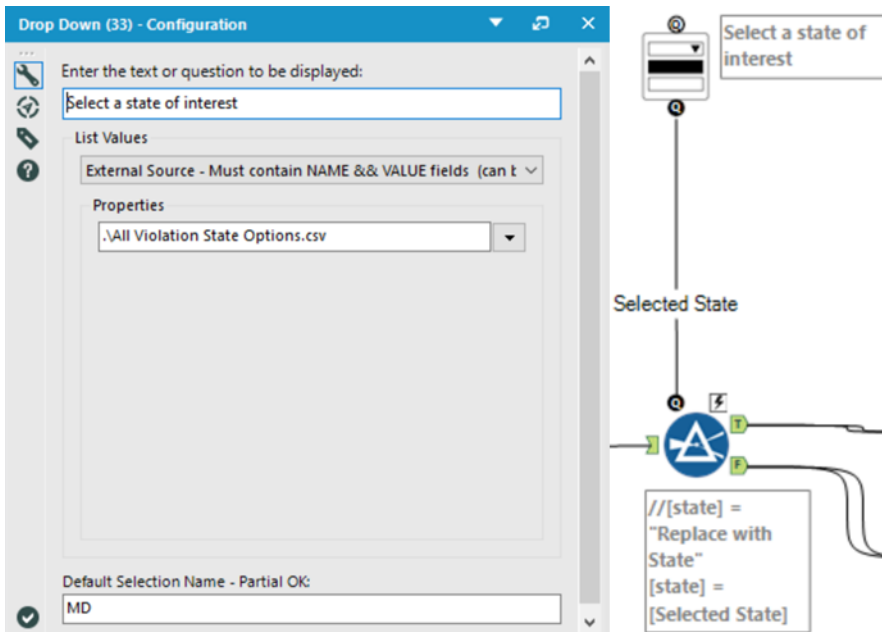 Drop Down (33) - Configuration
Enter the text or question to be displayed:
Select a state of interest
List Values
External Source - Must contain NAME && VALUE fields (can t
Properties
.\All Violation State Options.csv
Default Selection Name - Partial OK:
MD
Q
Select a state of
interest
Q
Selected State
Q
T
F
//[state] =
"Replace with
State"
[state] =
[Selected State]